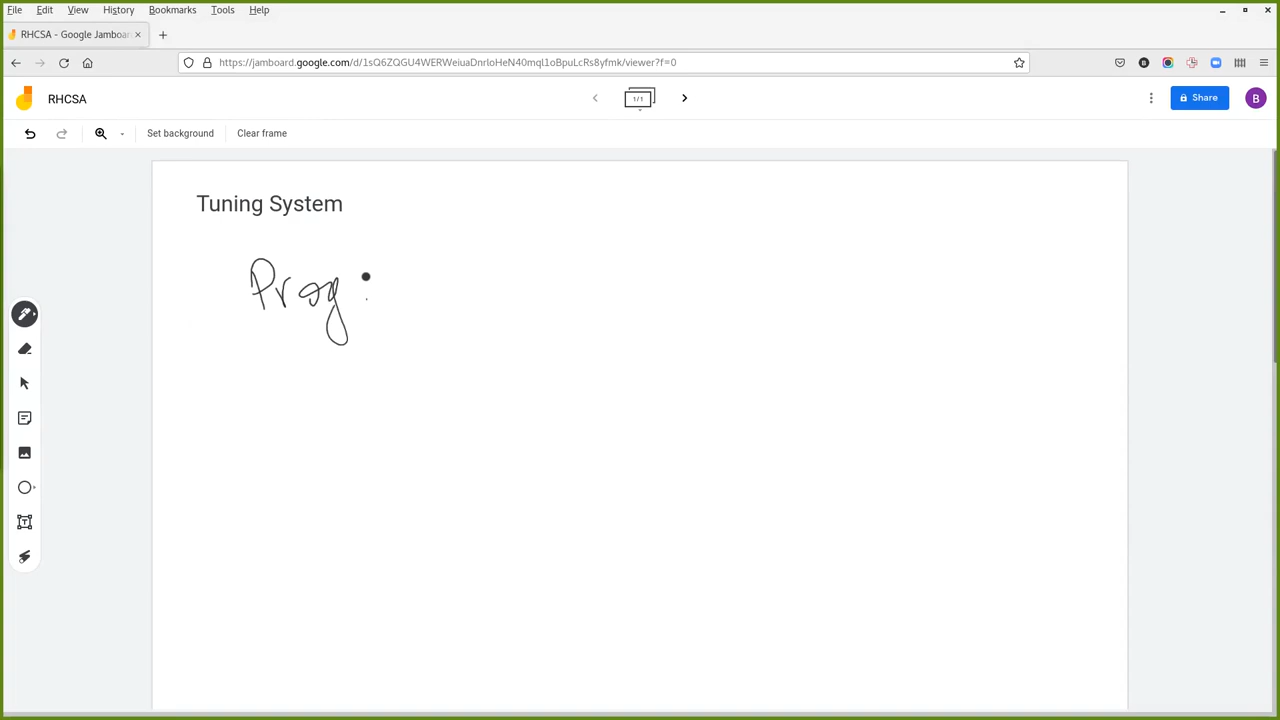 File Edit View History Bookmarks Tools Help
RHCSA - Google Jamboar
https://jamboard.google.com/d/1sQ6ZQGU4WERWeiuaDnrIoHeN40mql1oBpuLcRs8yfmk/viewer?f=0
RHCSA
1/1
Share
B
Set background Clear frame
Tuning System
Prog :